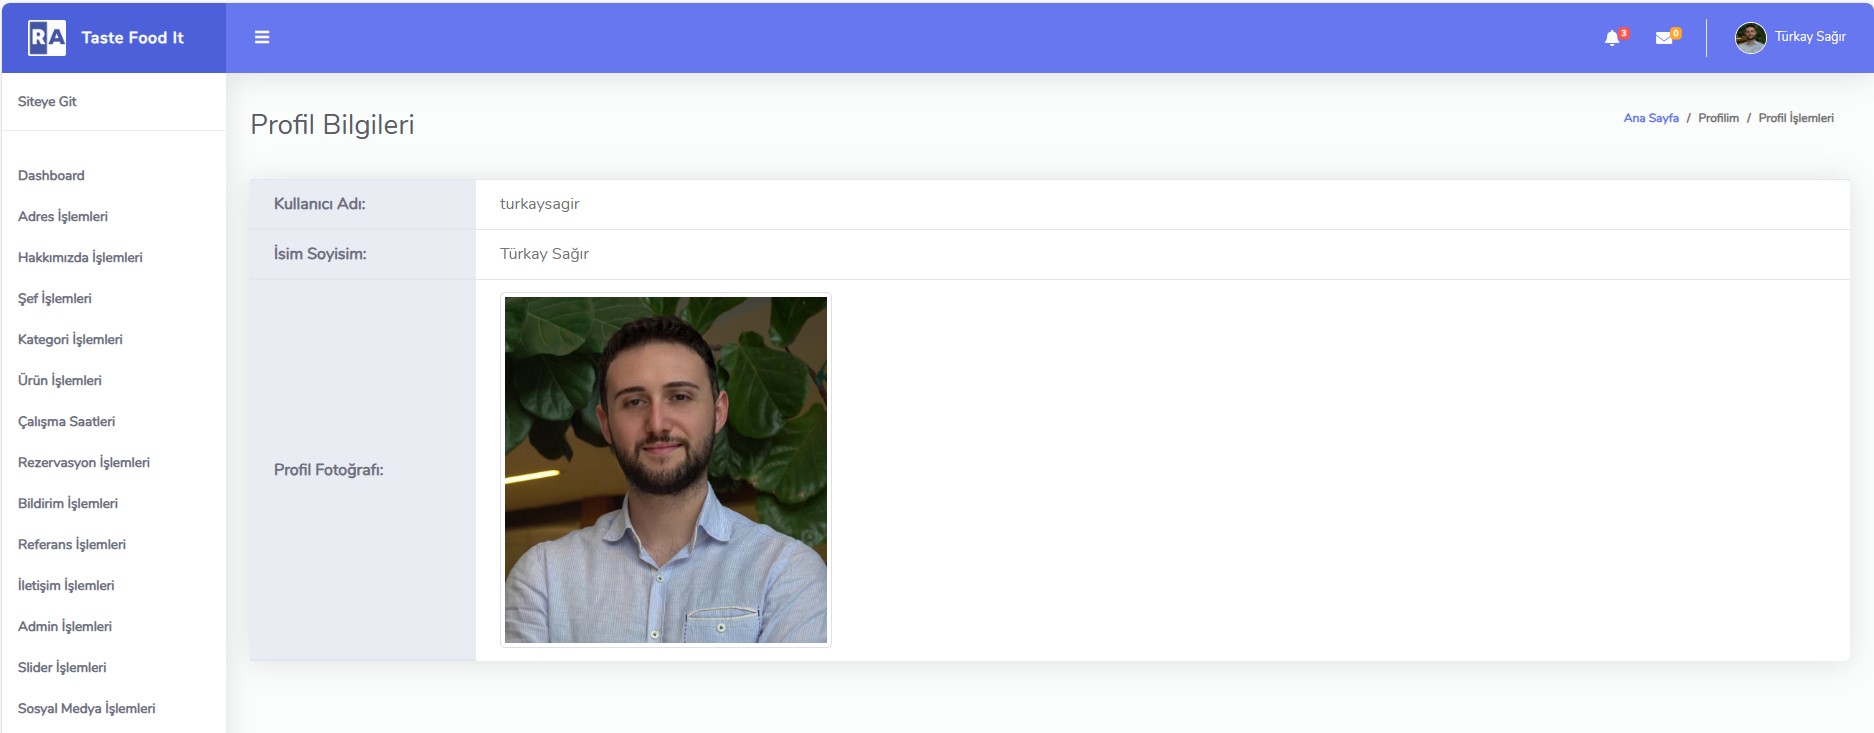 RA Taste Food It
3
0
Türkay Sağır
Siteye Git
Dashboard
Adres İşlemleri
Hakkımızda İşlemleri
Şef İşlemleri
Kategori İşlemleri
Ürün İşlemleri
Çalışma Saatleri
Rezervasyon İşlemleri
Bildirim İşlemleri
Referans İşlemleri
İletişim İşlemleri
Admin İşlemleri
Slider İşlemleri
Sosyal Medya İşlemleri
Profil Bilgileri
Ana Sayfa / Profilim / Profil İşlemleri
Kullanıcı Adı: turkaysagir
İsim Soyisim: Türkay Sağır
Profil Fotoğrafı: